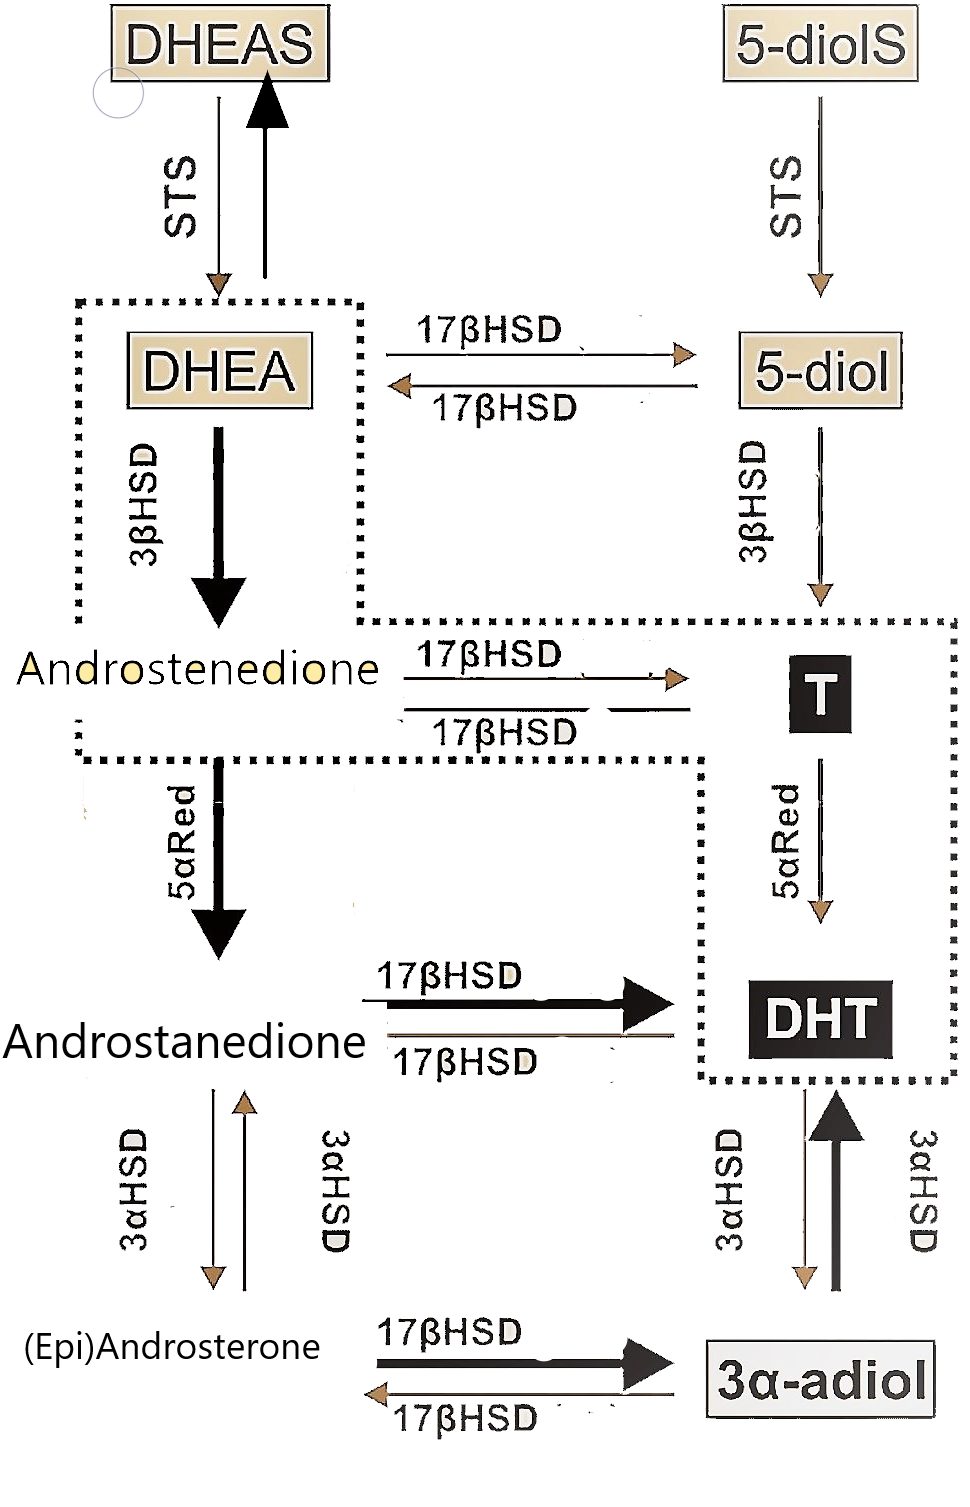 DHEAS
5-diolS
STS
STS
17βHSD
DHEA
5-diol
17βHSD
3βHSD
3βHSD
17βHSD
Androstenedione
T
17βHSD
5αRed
5αRed
17βHSD
DHT
Androstanedione
17βHSD
3αHSD
3αHSD
3αHSD
3αHSD
17βHSD
(Epi)Androsterone
3α-adiol
17βHSD